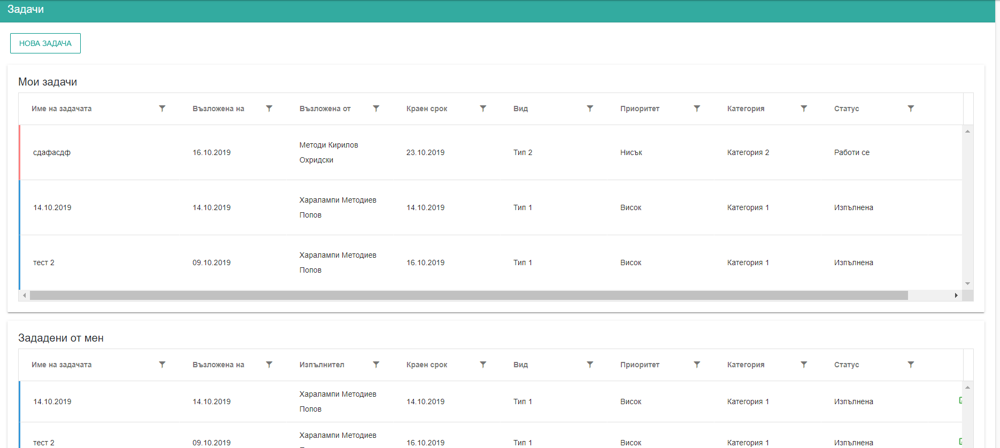 Задачи
НОВА ЗАДАЧА
Мои задачи
Име на задачата Възложена на Възложена от Краен срок Вид Приоритет Категория Статус
сдафасдф 16.10.2019 Методи Кирилов Охридски 23.10.2019 Тип 2 Нисък Категория 2 Работи се
14.10.2019 14.10.2019 Харалампи Методиев Попов 14.10.2019 Тип 1 Висок Категория 1 Изпълнена
тест 2 09.10.2019 Харалампи Методиев Попов 16.10.2019 Тип 1 Висок Категория 1 Изпълнена
Зададени от мен
Име на задачата Възложена на Изпълнител Краен срок Вид Приоритет Категория Статус
14.10.2019 14.10.2019 Харалампи Методиев Попов 14.10.2019 Тип 1 Висок Категория 1 Изпълнена
тест 2 09.10.2019 Харалампи Методиев 16.10.2019 Тип 1 Висок Категория 1 Изпълнена